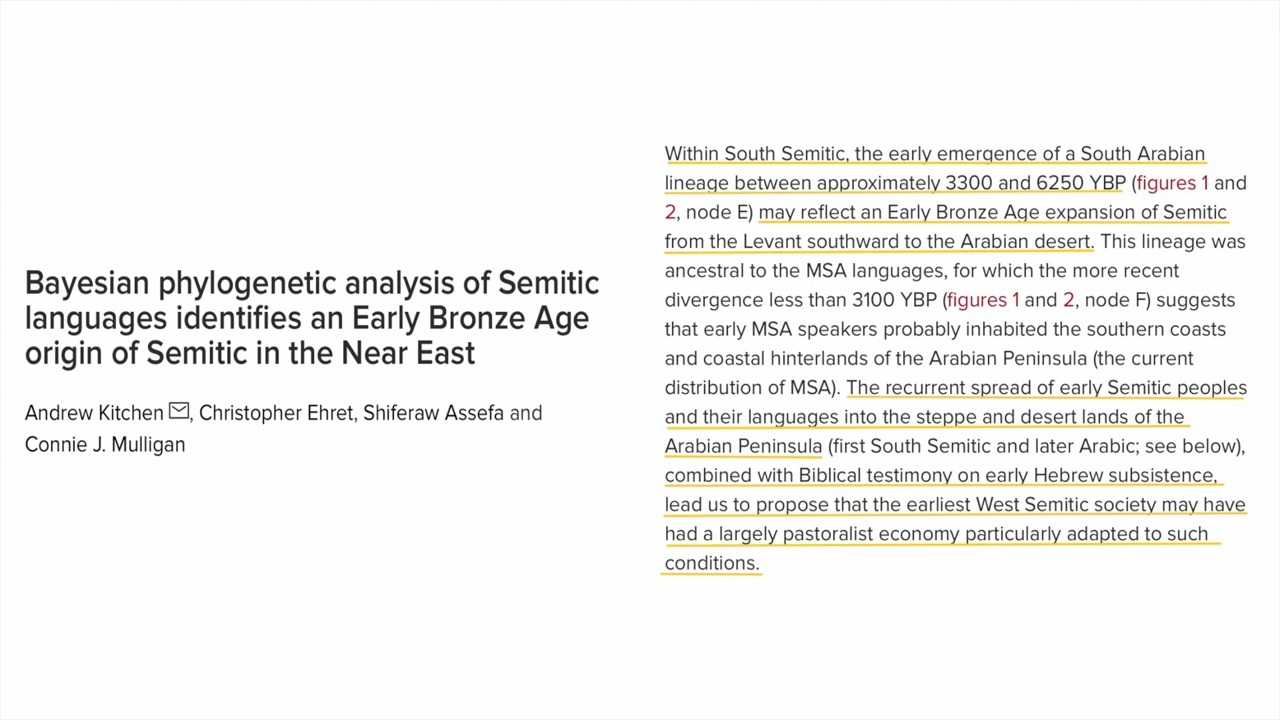 Bayesian phylogenetic analysis of Semitic
languages identifies an Early Bronze Age
origin of Semitic in the Near East
Andrew Kitchen, Christopher Ehret, Shiferaw Assefa and
Connie J. Mulligan
Within South Semitic, the early emergence of a South Arabian
lineage between approximately 3300 and 6250 YBP (figures 1 and
2, node E) may reflect an Early Bronze Age expansion of Semitic
from the Levant southward to the Arabian desert. This lineage was
ancestral to the MSA languages, for which the more recent
divergence less than 3100 YBP (figures 1 and 2, node F) suggests
that early MSA speakers probably inhabited the southern coasts
and coastal hinterlands of the Arabian Peninsula (the current
distribution of MSA). The recurrent spread of early Semitic peoples
and their languages into the steppe and desert lands of the
Arabian Peninsula (first South Semitic and later Arabic; see below),
combined with Biblical testimony on early Hebrew subsistence,
lead us to propose that the earliest West Semitic society may have
had a largely pastoralist economy particularly adapted to such
conditions.